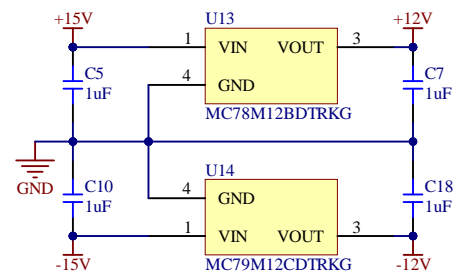 +15V
U13
+12V
1
VIN
VOUT
3
C5
1uF
4
GND
C7
1uF
MC78M12BDTRKG
GND
U14
C10
1uF
4
GND
C18
1uF
1
VIN
VOUT
3
-15V
MC79M12CDTRKG
-12V